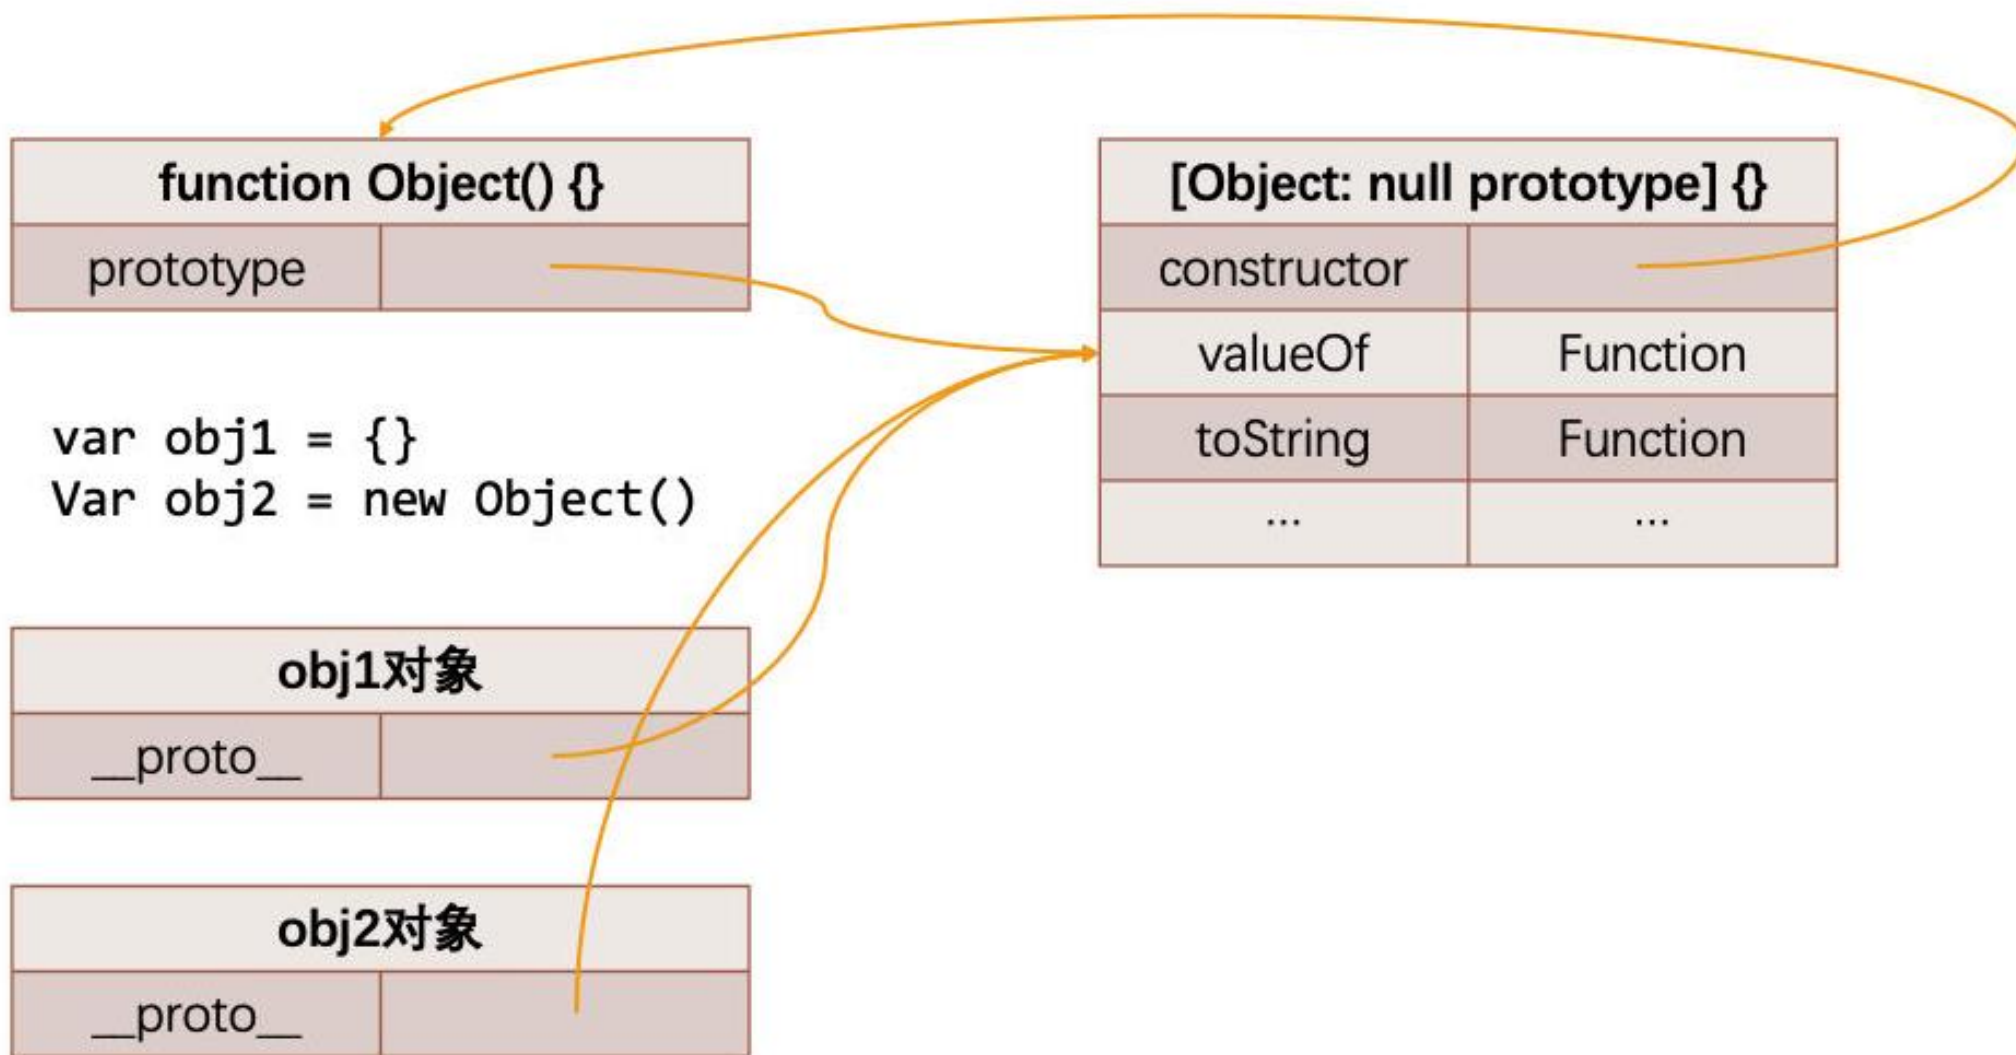 function Object() {}
prototype
[Object: null prototype] {}
constructor
valueOf Function
toString Function
... ...
var obj1 = {}
Var obj2 = new Object()
obj1对象
__proto__
obj2对象
__proto__